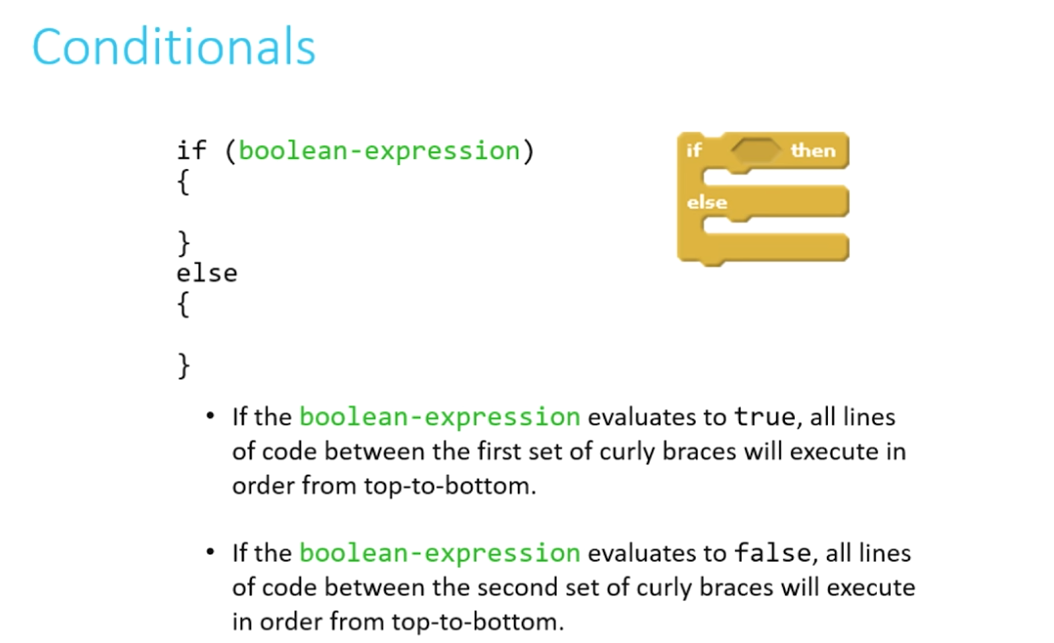 Conditionals
if (boolean-expression)
{
}
else
{
}
if then
else
• If the boolean-expression evaluates to true, all lines
of code between the first set of curly braces will execute in
order from top-to-bottom.
• If the boolean-expression evaluates to false, all lines
of code between the second set of curly braces will execute
in order from top-to-bottom.